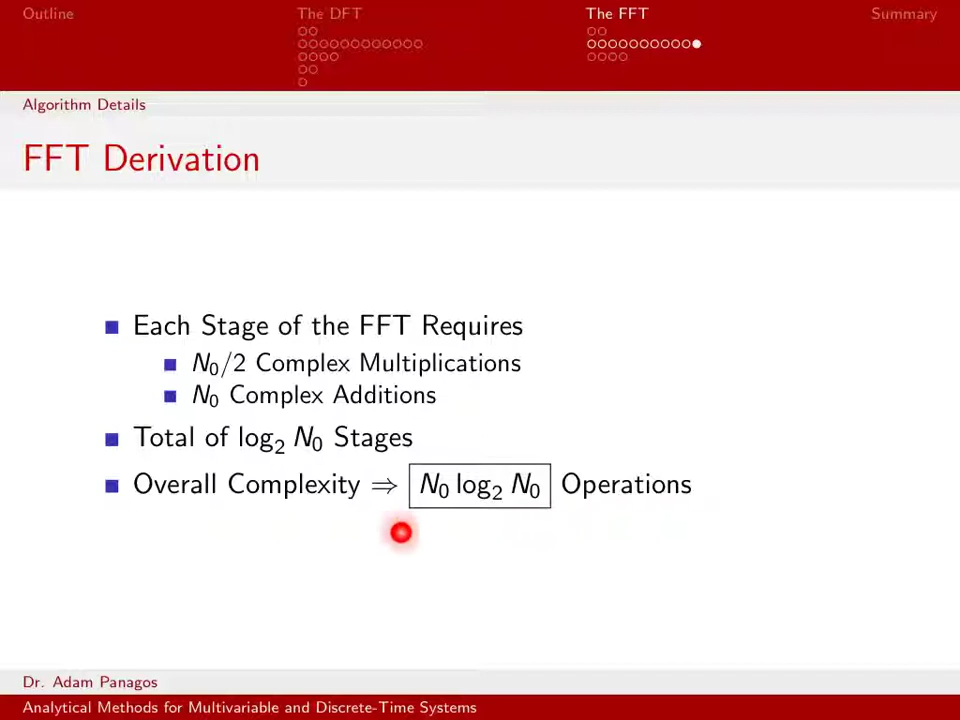 Outline
The DFT
The FFT
Summary
Algorithm Details
FFT Derivation
Each Stage of the FFT Requires
N₀/2 Complex Multiplications
N₀ Complex Additions
Total of log₂ N₀ Stages
Overall Complexity ⇒ N₀ log₂ N₀ Operations
Dr. Adam Panagos
Analytical Methods for Multivariable and Discrete-Time Systems